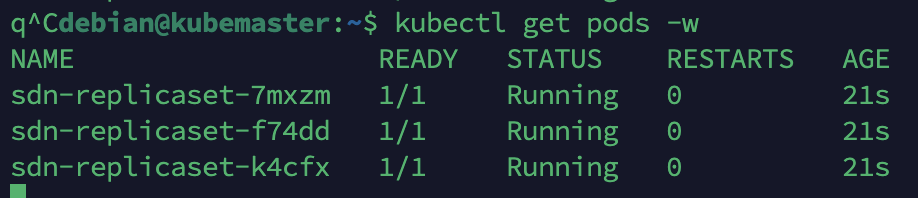 q^Cdebian@kubemaster:~$ kubectl get pods -w
NAME READY STATUS RESTARTS AGE
sdn-replicaset-7mxzm 1/1 Running 0 21s
sdn-replicaset-f74dd 1/1 Running 0 21s
sdn-replicaset-k4cfx 1/1 Running 0 21s